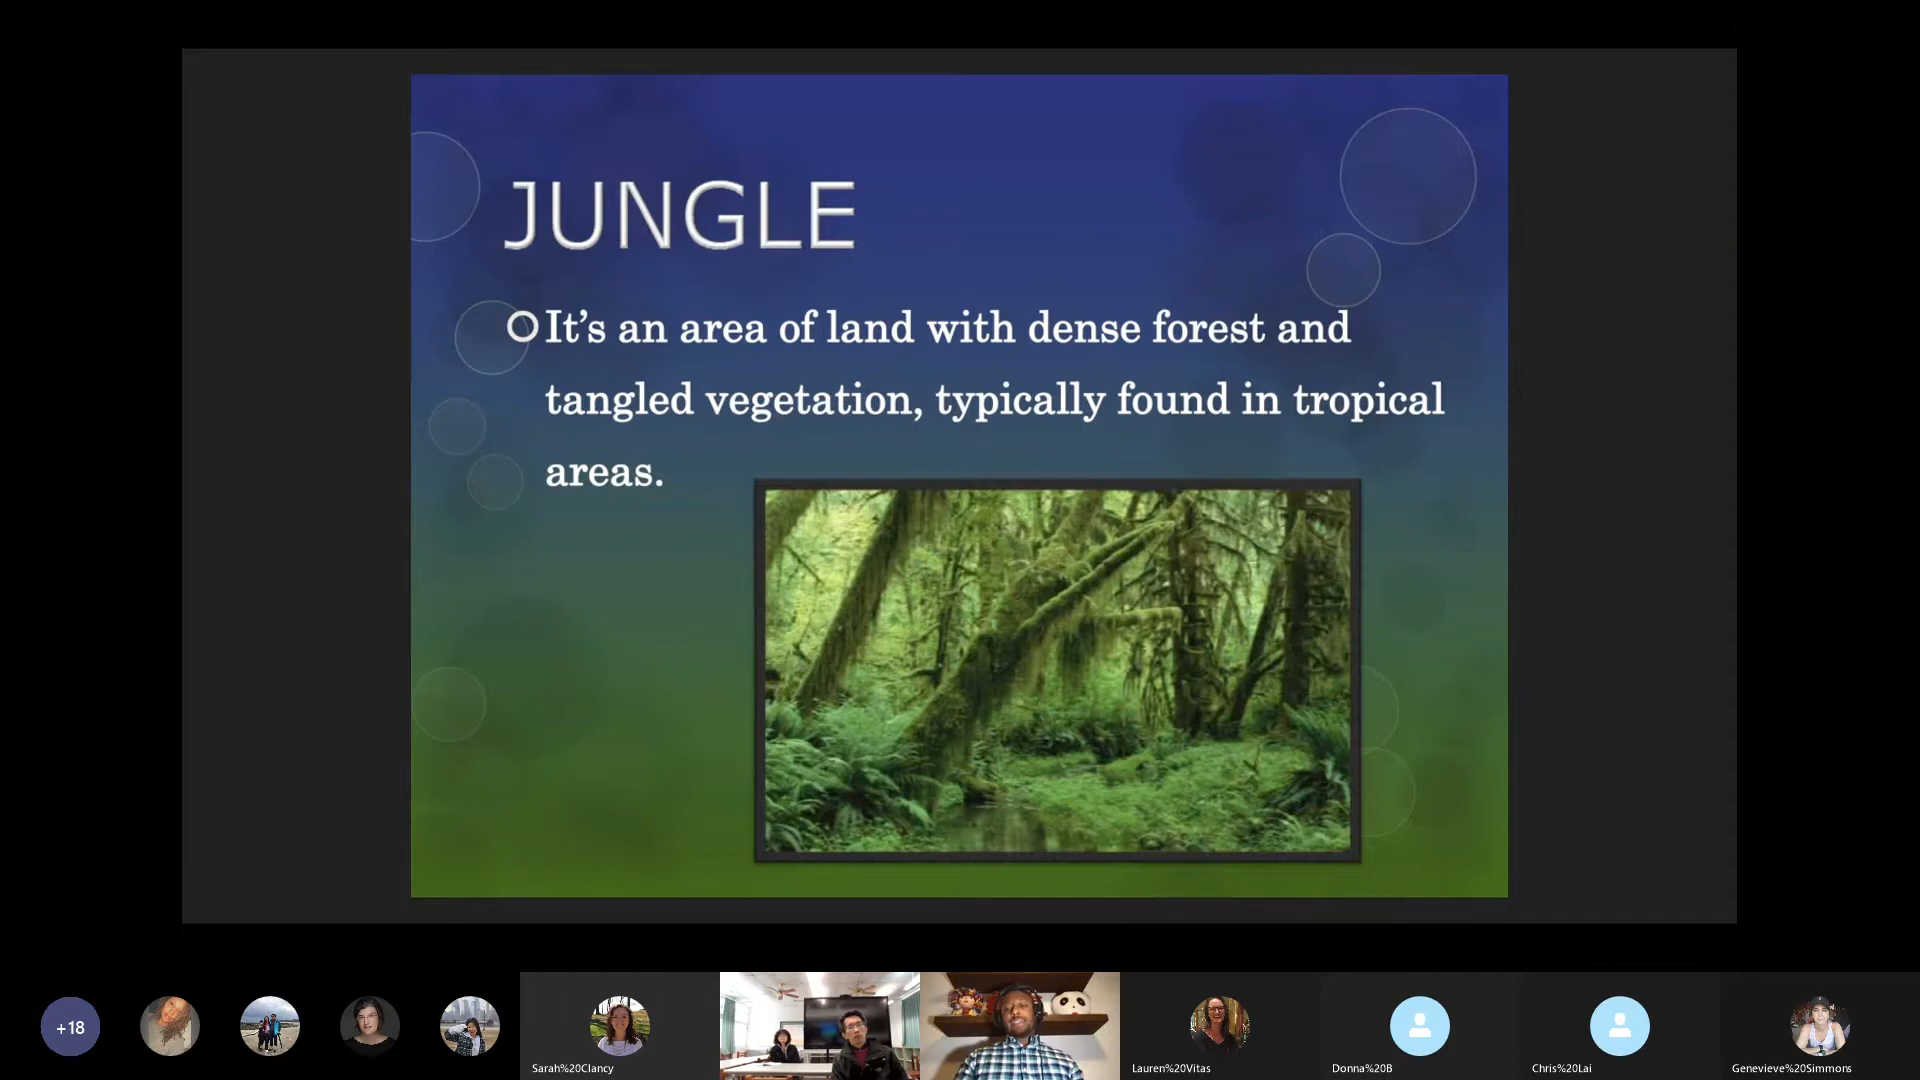 JUNGLE
It’s an area of land with dense forest and
tangled vegetation, typically found in tropical
areas.
+18
Sarah%20Clancy
Lauren%20Vitas
Donna%20B
Chris%20Lai
Genevieve%20Simmons